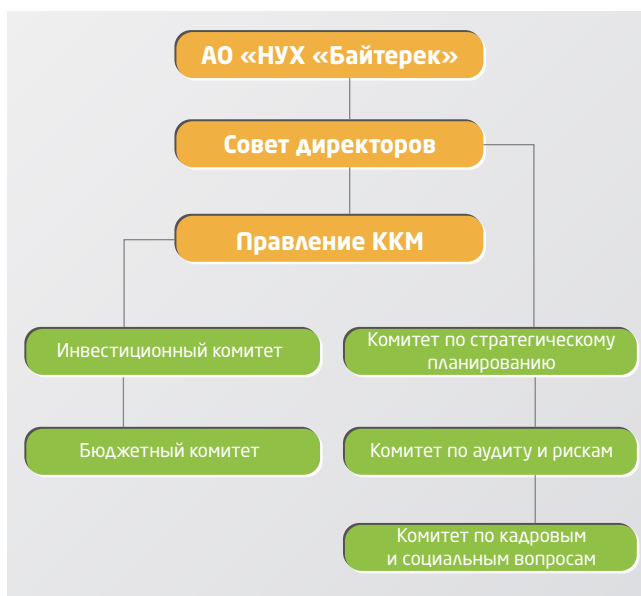 АО «НУХ «Байтерек»
Совет директоров
Правление ККМ
Инвестиционный комитет
Бюджетный комитет
Комитет по стратегическому
планированию
Комитет по аудиту и рискам
Комитет по кадровым
и социальным вопросам